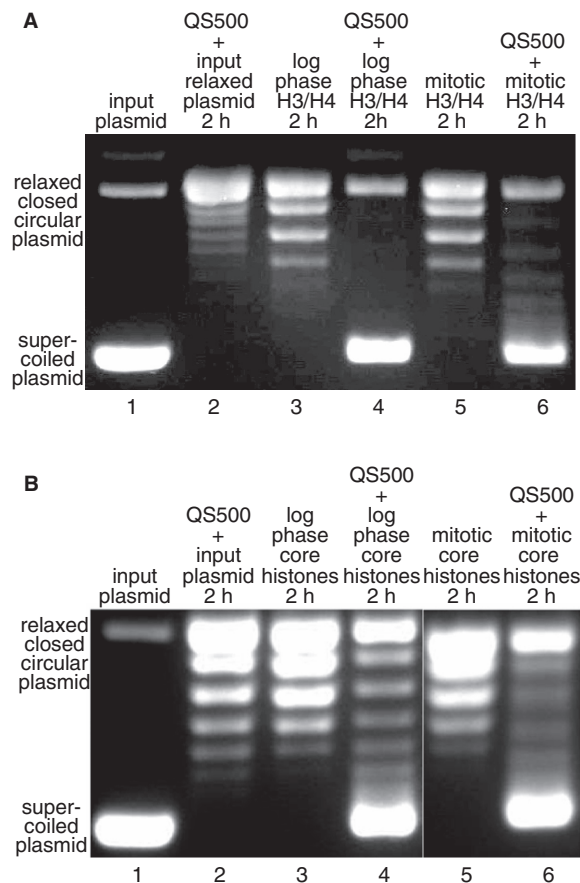 A
input
plasmid
QS500
+
input
relaxed
plasmid
2 h
log
phase
H3/H4
2 h
QS500
+
log
phase
H3/H4
2h
mitotic
H3/H4
2 h
QS500
+
mitotic
H3/H4
2 h
relaxed
closed
circular
plasmid
super-
coiled
plasmid
1 2 3 4 5 6
B
input
plasmid
QS500
+
input
plasmid
2 h
log
phase
core
histones
2 h
QS500
+
log
phase
core
histones
2 h
mitotic
core
histones
2 h
QS500
+
mitotic
core
histones
2 h
relaxed
closed
circular
plasmid
super-
coiled
plasmid
1 2 3 4 5 6